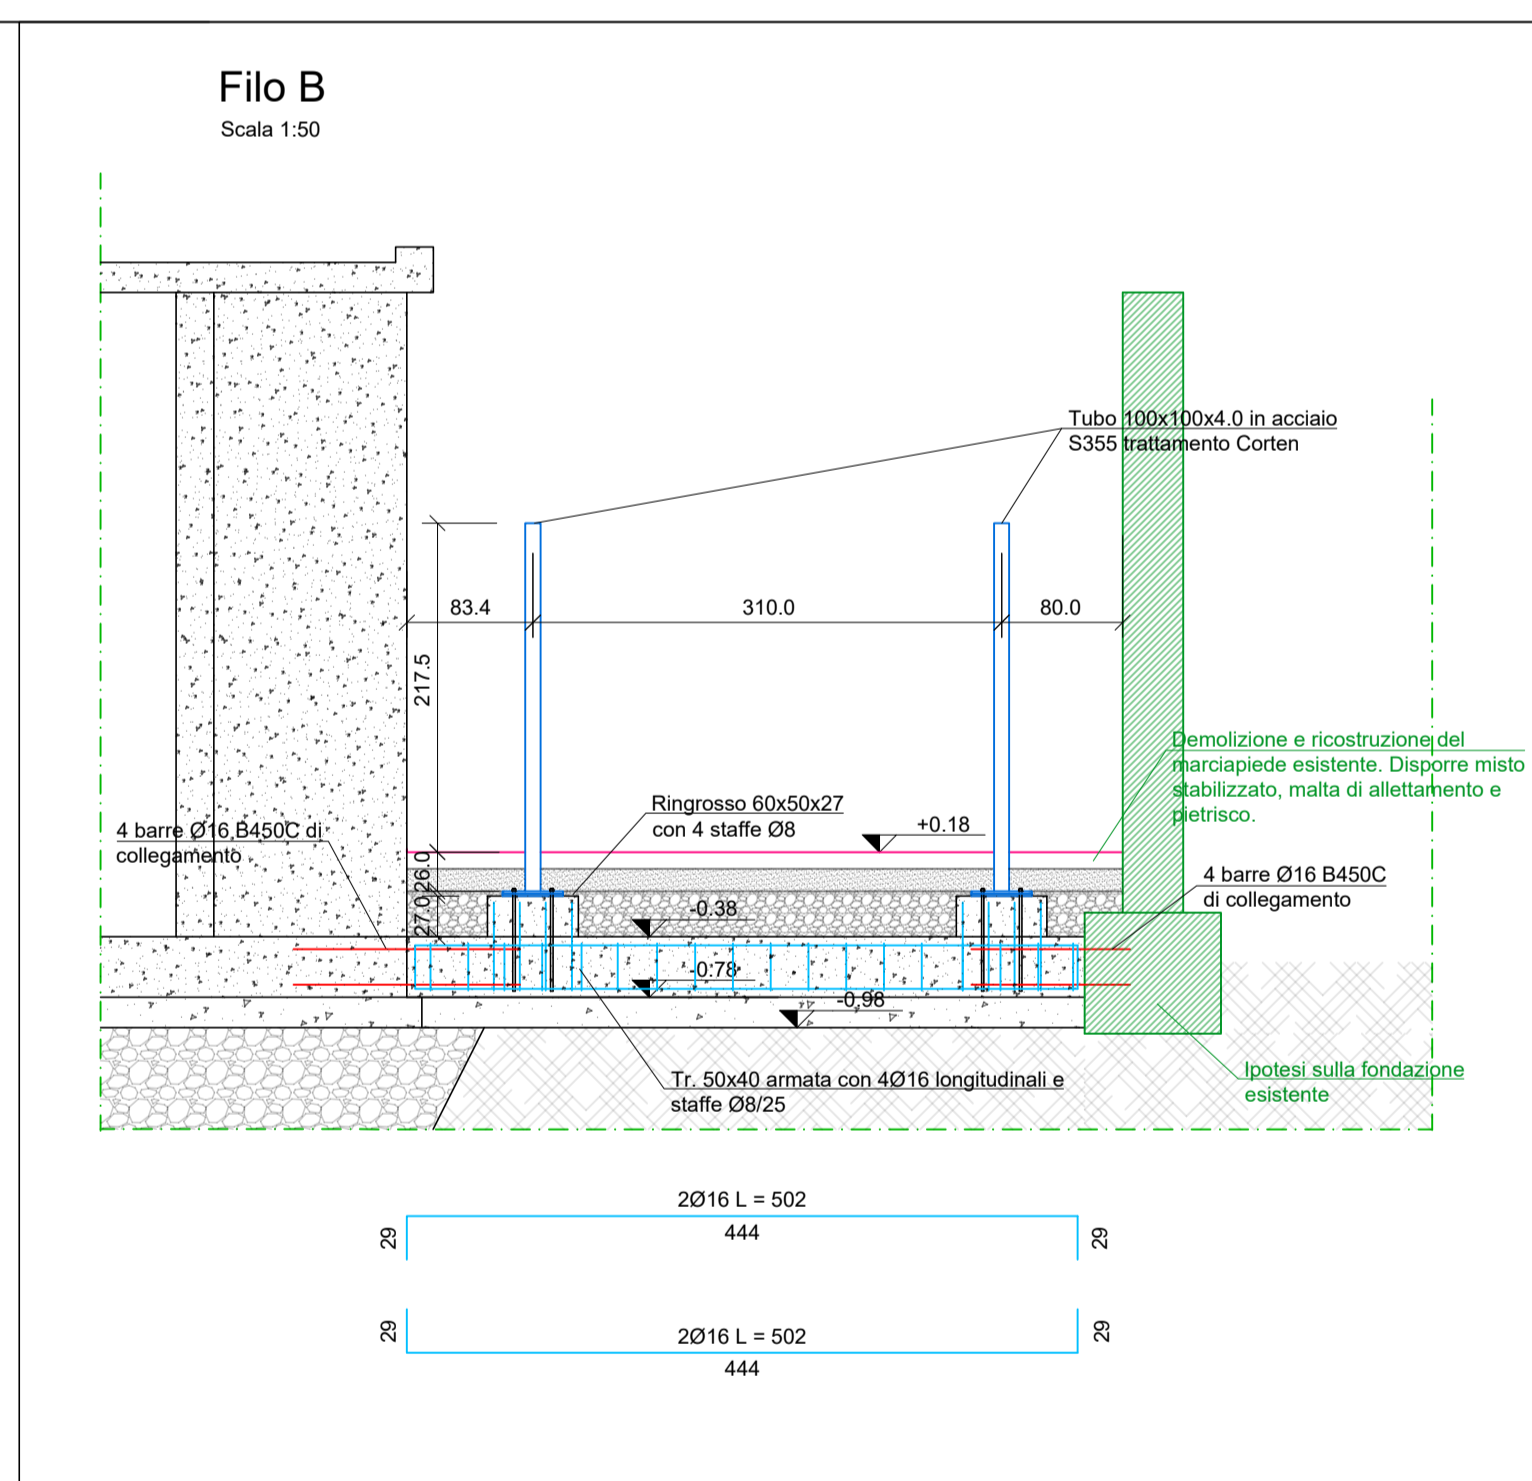 Filo B
Scala 1:50
Tubo 100x100x4.0 in acciaio
S355 trattamento Corten
83.4
310.0
80.0
217.5
Demolizione e ricostruzione del
marciapiede esistente. Disporre misto
stabilizzato, malta di allettamento e
pietrisco.
Ringrosso 60x50x27
con 4 staffe Ø8
+0.18
4 barre Ø16 B450C di
collegamento
26.0
4 barre Ø16 B450C
di collegamento
27.0
-0.38
-0.78
-0.98
Tr. 50x40 armata con 4Ø16 longitudinali e
staffe Ø8/25
Ipotesi sulla fondazione
esistente
2Ø16 L = 502
29
444
29
29
2Ø16 L = 502
29
444